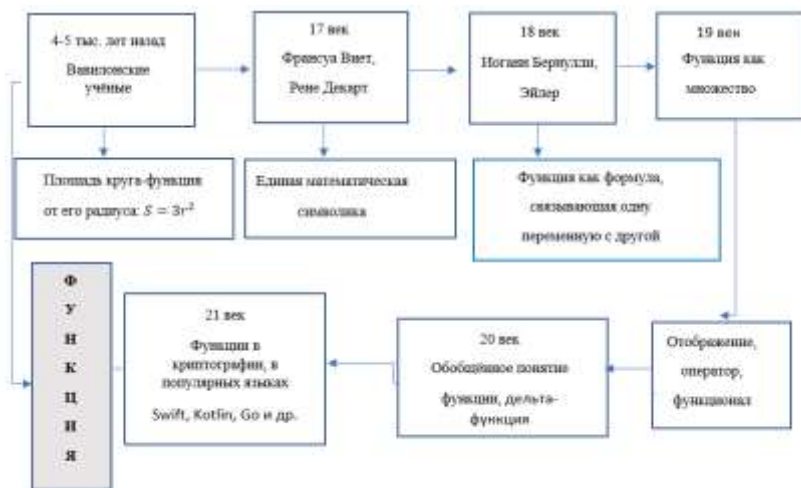 4-5 тыс. лет назад
Вавилонские
учёные
17 век
Франсуа Виет,
Рене Декарт
18 век
Иоганн Бернулли,
Эйлер
19 век
Функция как
множество
Площадь круга-функция
от его радиуса: S = 3r²
Единая математическая
символика
Функция как формула,
связывающая одну
переменную с другой
Ф
У
Н
К
Ц
И
Я
21 век
Функции в
криптографии, в
популярных языках
Swift, Kotlin, Go и др.
20 век
Обобщённое понятие
функции, дельта-
функция
Отображение,
оператор,
функционал